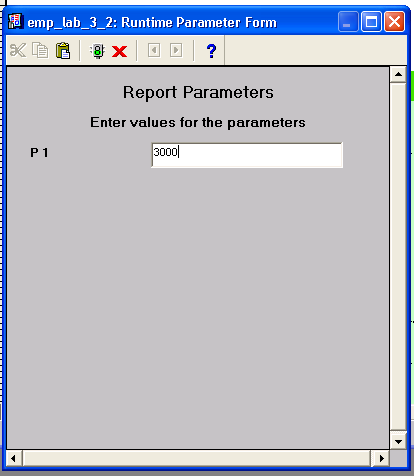 emp_lab_3_2: Runtime Parameter Form
?
Report Parameters
Enter values for the parameters
P 1
3000